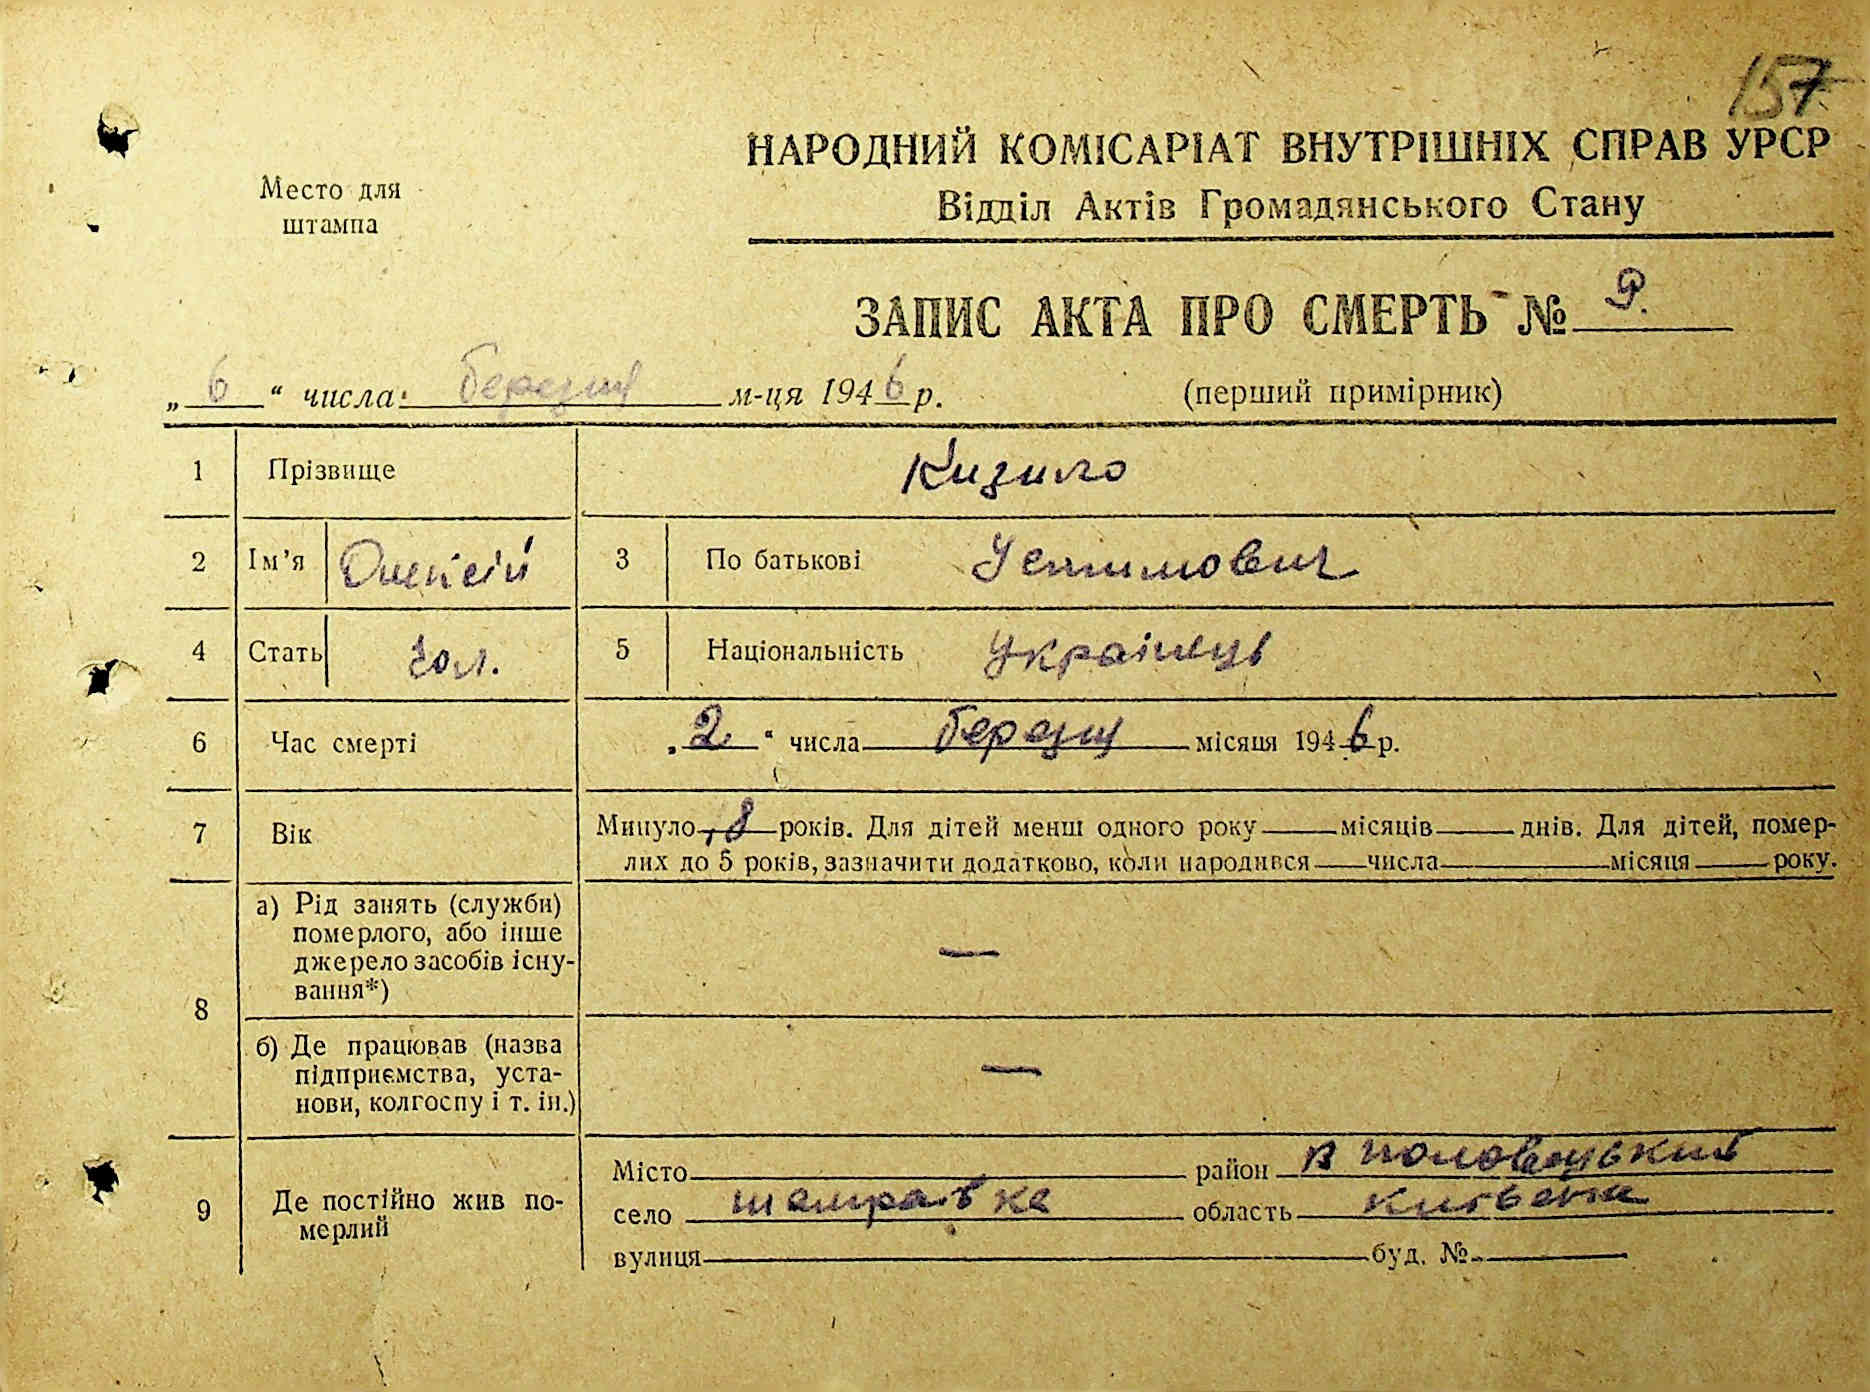 157
НАРОДНИЙ КОМІСАРІАТ ВНУТРІШНІХ СПРАВ УРСР
Відділ Актів Громадянського Стану
Место для
штампа
ЗАПИС АКТА ПРО СМЕРТЬ № 9.
„ 6 “ числа березня м-ця 1946 р.
(перший примірник)
1 Прізвище Кизило
2 Ім’я Олексій 3 По батькові Устимович
4 Стать чол. 5 Національність Українець
6 Час смерті „ 2 “ числа березня місяця 1946 р.
7 Вік Минуло 8 років. Для дітей менш одного року — місяців — днів. Для дітей, помер-
лих до 5 років, зазначити додатково, коли народився — числа — місяця — року.
8 а) Рід занять (служби)
померлого, або інше
джерело засобів існу-
вання*) —
б) Де працював (назва
підприємства, уста-
нови, колгоспу і т. ін.) —
9 Де постійно жив по-
мерлий
Місто район В половецький
село шамраївка область Київська
вулиця буд. №